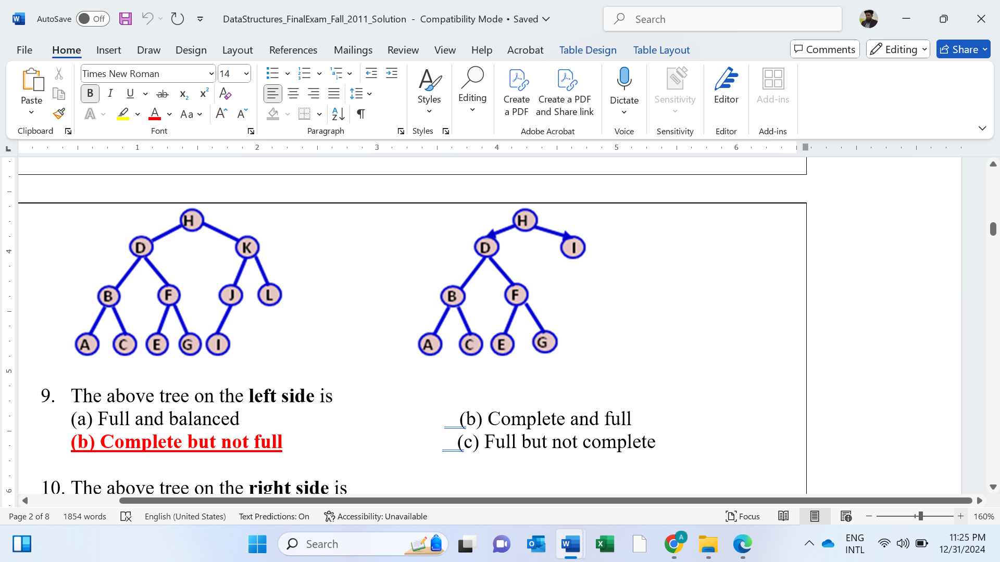 AutoSave Off DataStructures_FinalExam_Fall_2011_Solution - Compatibility Mode • Saved Search
File Home Insert Draw Design Layout References Mailings Review View Help Acrobat Table Design Table Layout Comments Editing Share
Paste Times New Roman 14 Styles Editing Create a PDF Create a PDF and Share link Dictate Sensitivity Editor Add-ins
Clipboard Font Paragraph Styles Adobe Acrobat Voice Sensitivity Editor Add-ins
1 2 3 4 5 6
H H
D K D I
B F J L B F
A C E G I A C E G
9. The above tree on the left side is
(a) Full and balanced (b) Complete and full
(b) Complete but not full (c) Full but not complete
10. The above tree on the right side is
Page 2 of 8 1854 words English (United States) Text Predictions: On Accessibility: Unavailable Focus 160%
Search ENG INTL 11:25 PM 12/31/2024